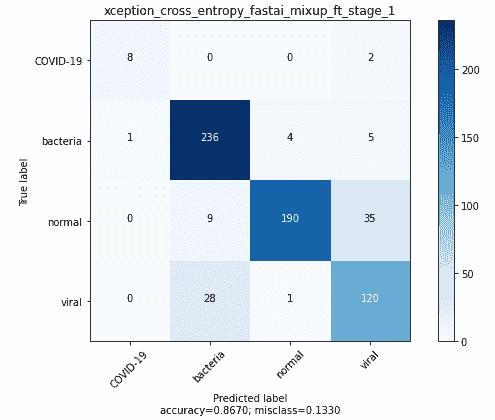 xception_cross_entropy_fastai_mixup_ft_stage_1
COVID-19 8 0 0 2
bacteria 1 236 4 5
normal 0 9 190 35
viral 0 28 1 120
True label
COVID-19 bacteria normal viral
Predicted label
accuracy=0.8670; misclass=0.1330
200
150
100
50
0